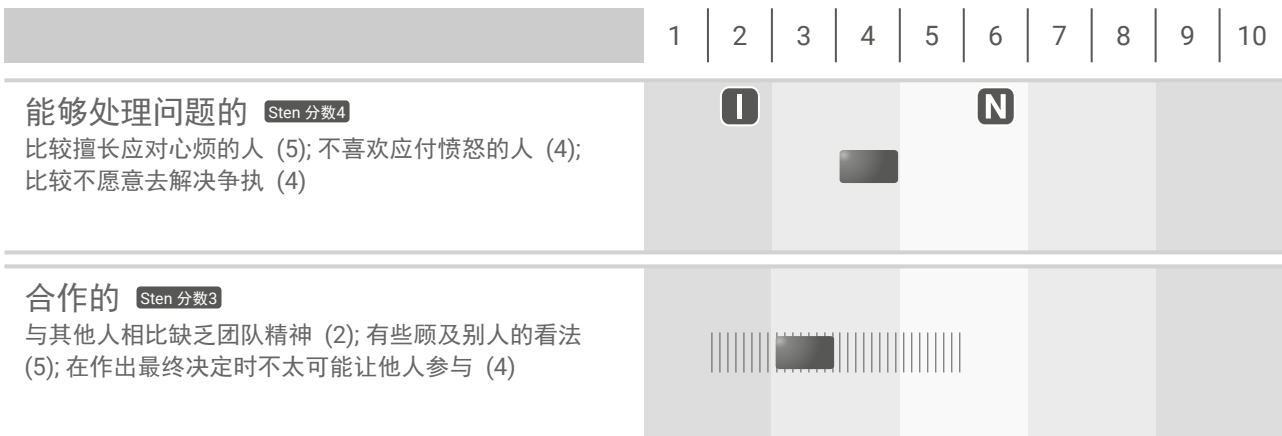 1 2 3 4 5 6 7 8 9 10
能够处理问题的 Sten 分数4
I N
比较擅长应对心烦的人 (5); 不喜欢应付愤怒的人 (4);
比较不愿意去解决争执 (4)
合作的 Sten 分数3
与其他人相比缺乏团队精神 (2); 有些顾及别人的看法
(5); 在作出最终决定时不太可能让他人参与 (4)